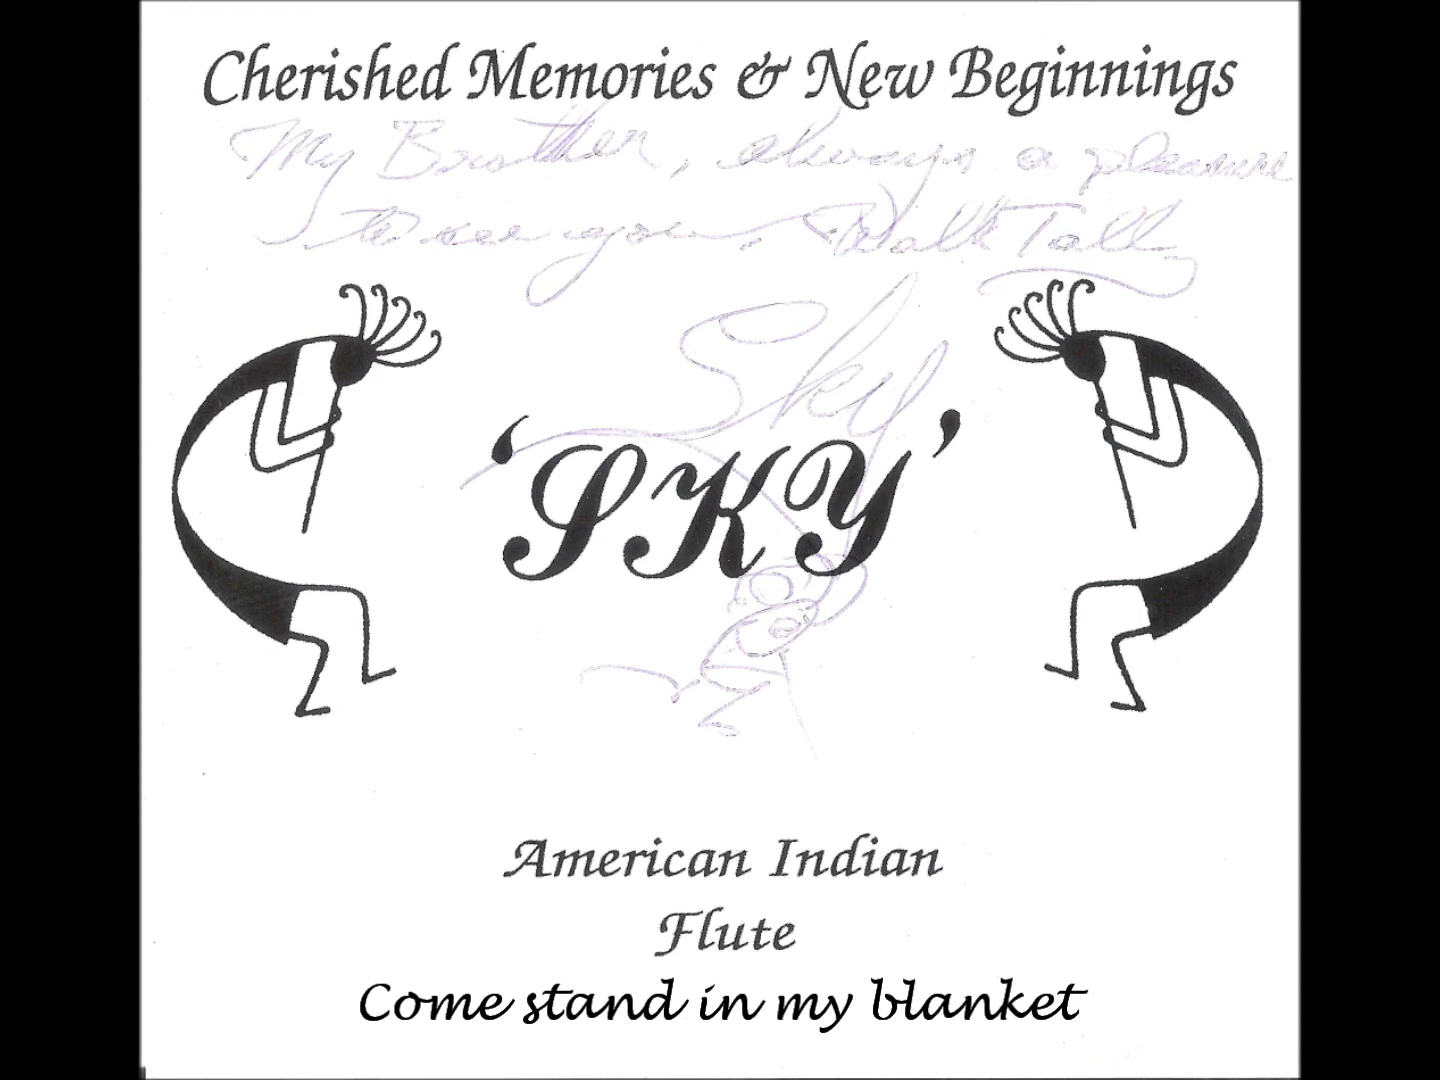 Cherished Memories & New Beginnings
My Brother, always a pleasure
to see you. Walk Tall
Sky
‘SKY’
American Indian
Flute
Come stand in my blanket